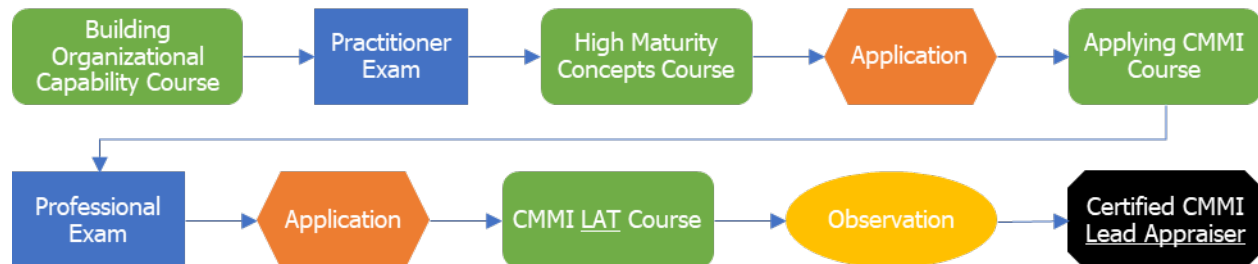 Building
Organizational
Capability Course
Practitioner
Exam
High Maturity
Concepts Course
Application
Applying CMMI
Course
Professional
Exam
Application
CMMI LAT Course
Observation
Certified CMMI
Lead Appraiser